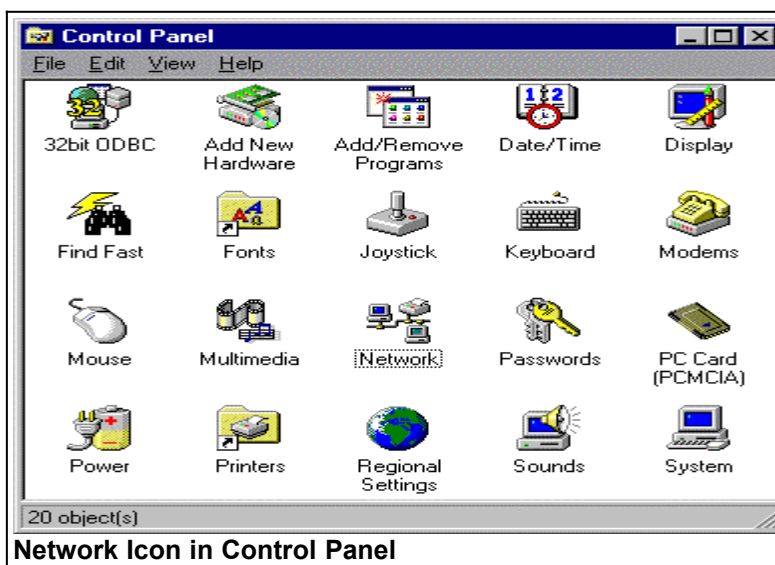 Control Panel
File Edit View Help
32bit ODBC
Add New
Hardware
Add/Remove
Programs
Date/Time
Display
Find Fast
Fonts
Joystick
Keyboard
Modems
Mouse
Multimedia
Network
Passwords
PC Card
(PCMCIA)
Power
Printers
Regional
Settings
Sounds
System
20 object(s)
Network Icon in Control Panel